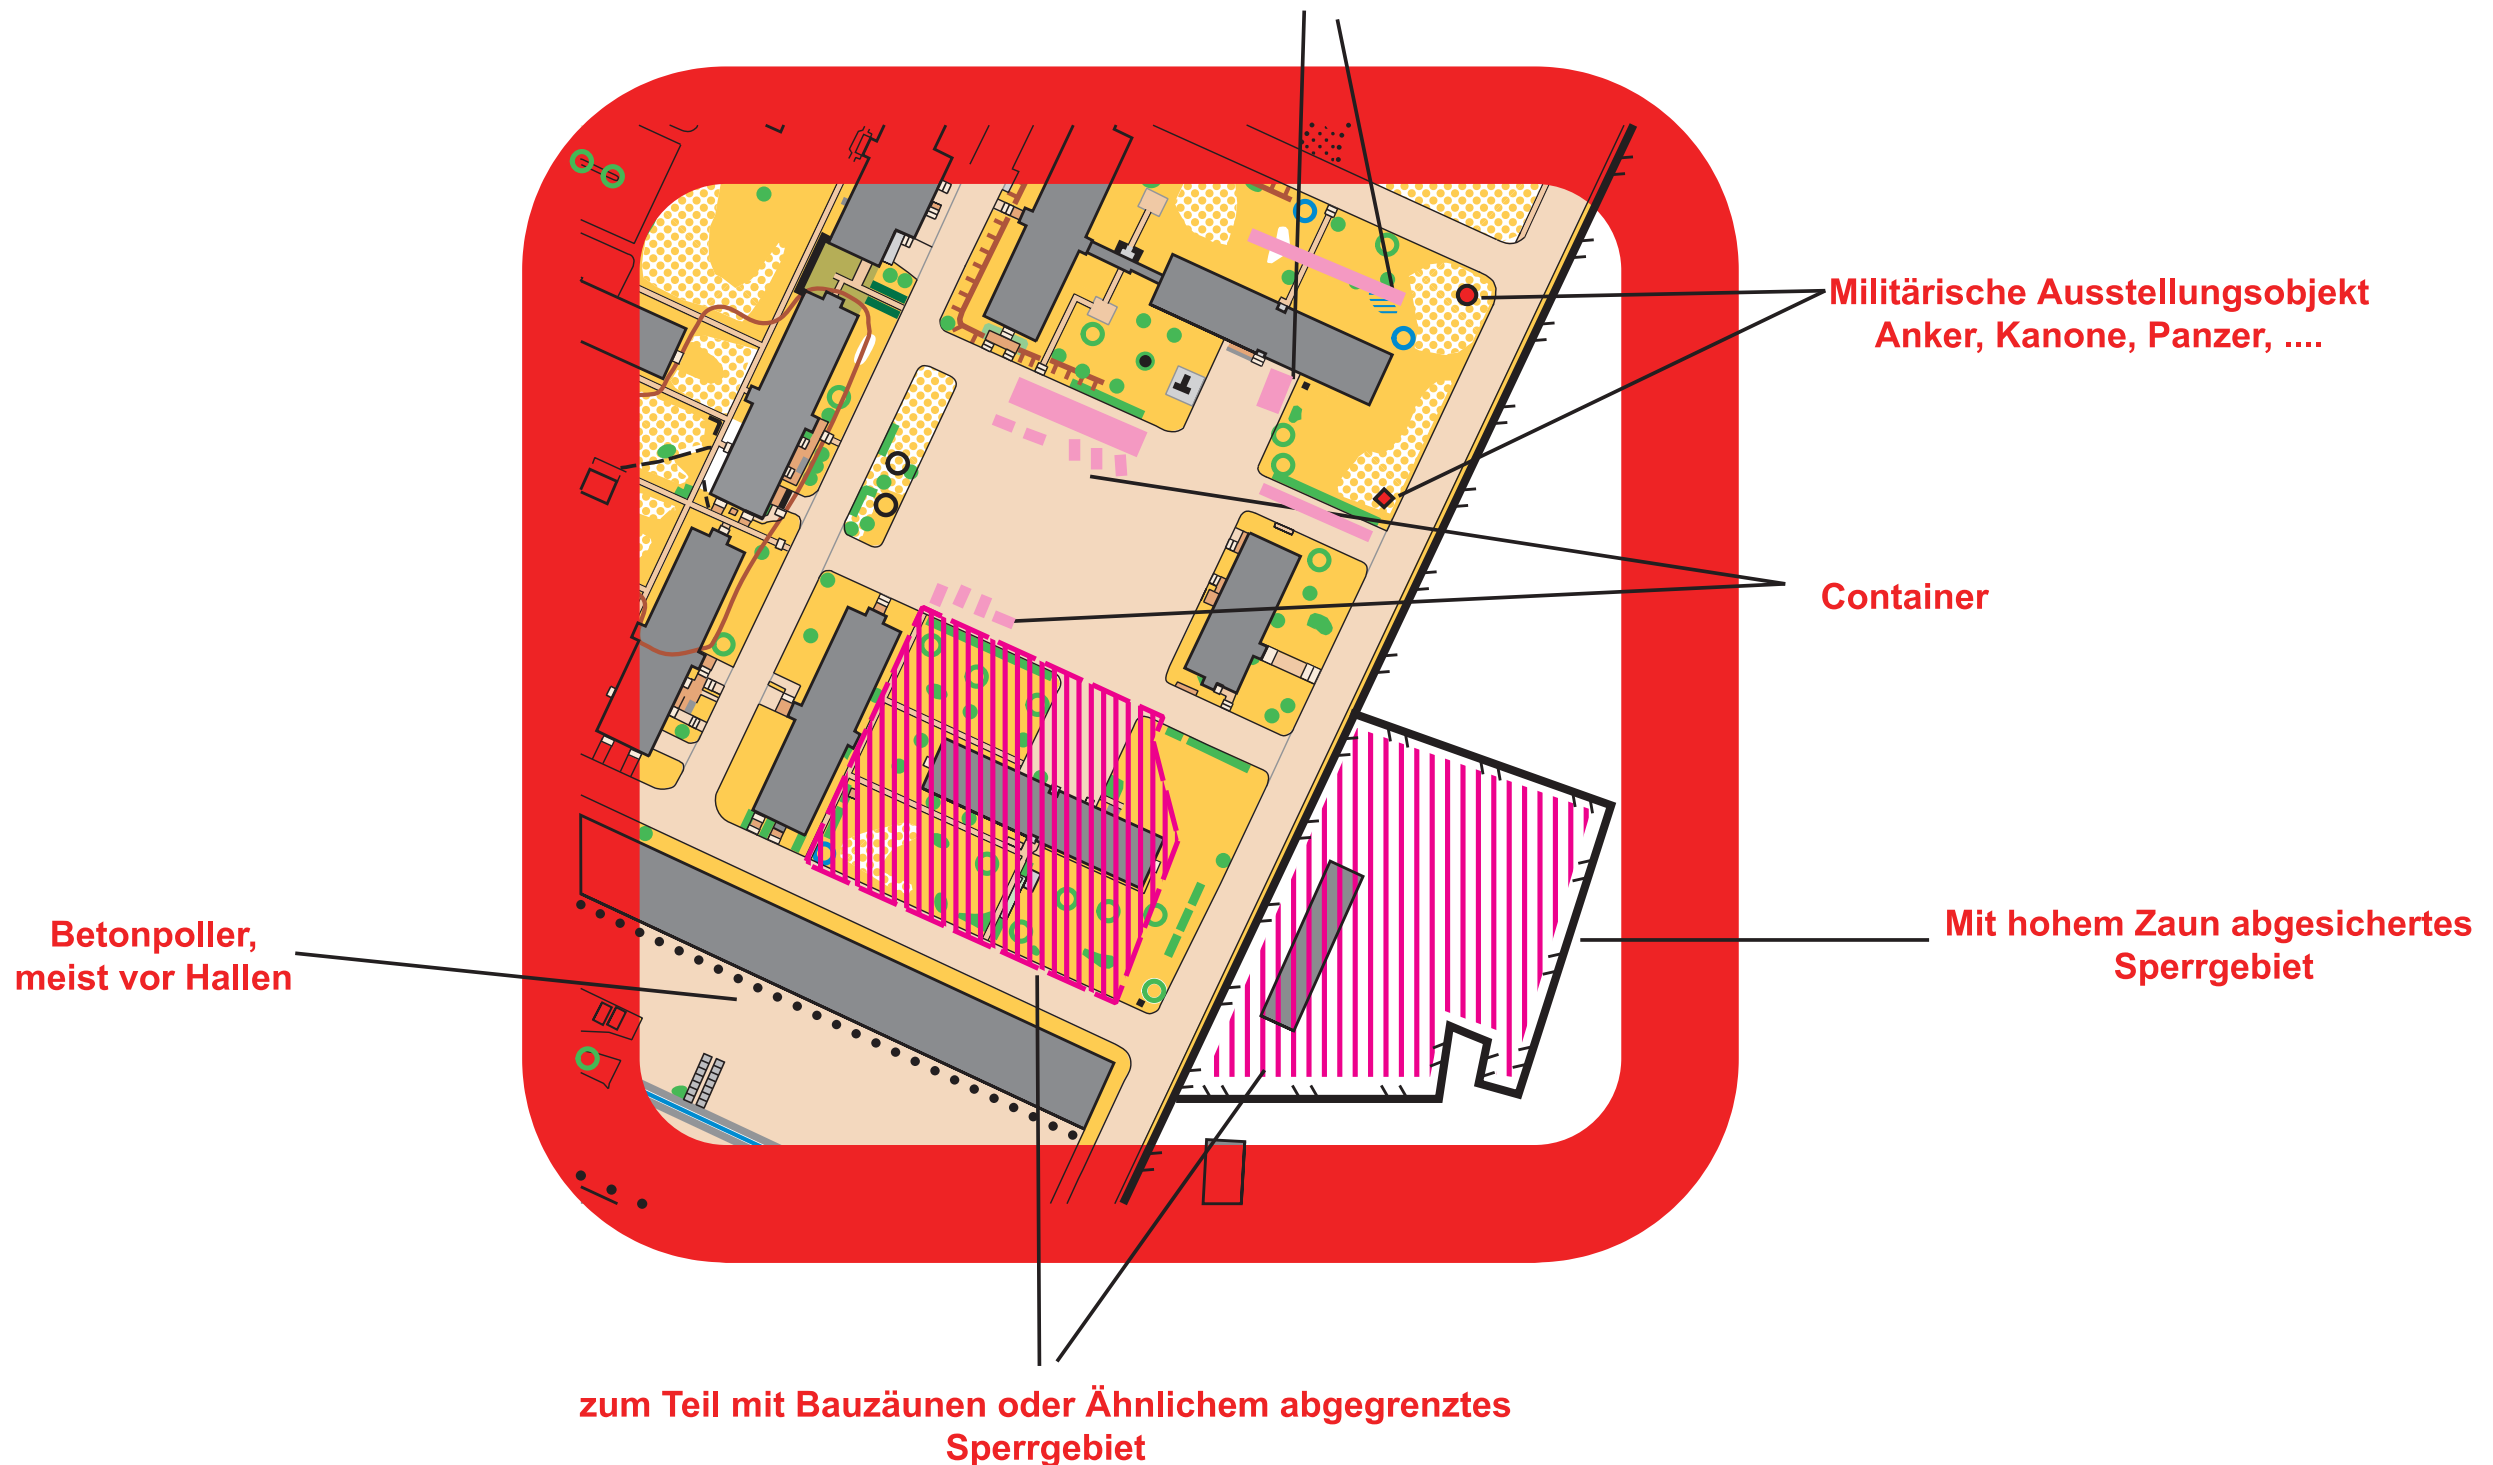 Militärische Ausstellungsobjekt
Anker, Kanone, Panzer, ....
Container
Betonpoller,
meist vor Hallen
Mit hohem Zaun abgesichertes
Sperrgebiet
zum Teil mit Bauzäunen oder Ähnlichem abgegrenztes
Sperrgebiet